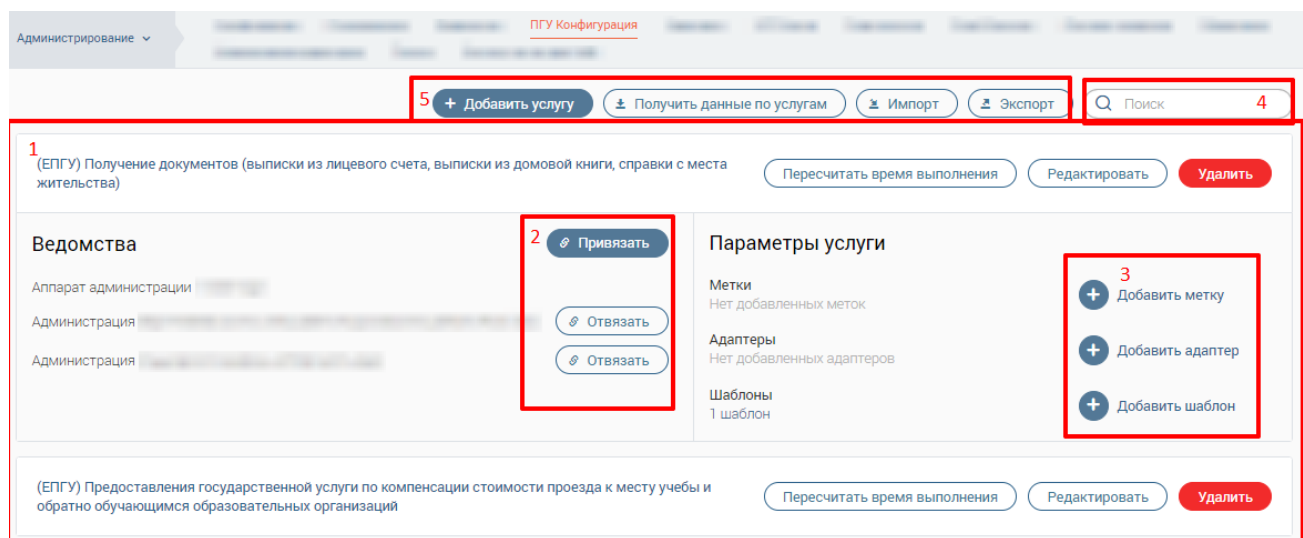 Администрирование
ПГУ Конфигурация
5 + Добавить услугу Получить данные по услугам Импорт Экспорт Поиск 4
1
(ЕПГУ) Получение документов (выписки из лицевого счета, выписки из домовой книги, справки с места
жительства)
Пересчитать время выполнения Редактировать Удалить
Ведомства
2 Привязать
Аппарат администрации
Администрация
Отвязать
Администрация
Отвязать
Параметры услуги
3
Метки
Нет добавленных меток
+ Добавить метку
Адаптеры
Нет добавленных адаптеров
+ Добавить адаптер
Шаблоны
1 шаблон
+ Добавить шаблон
(ЕПГУ) Предоставления государственной услуги по компенсации стоимости проезда к месту учебы и
обратно обучающимся образовательных организаций
Пересчитать время выполнения Редактировать Удалить